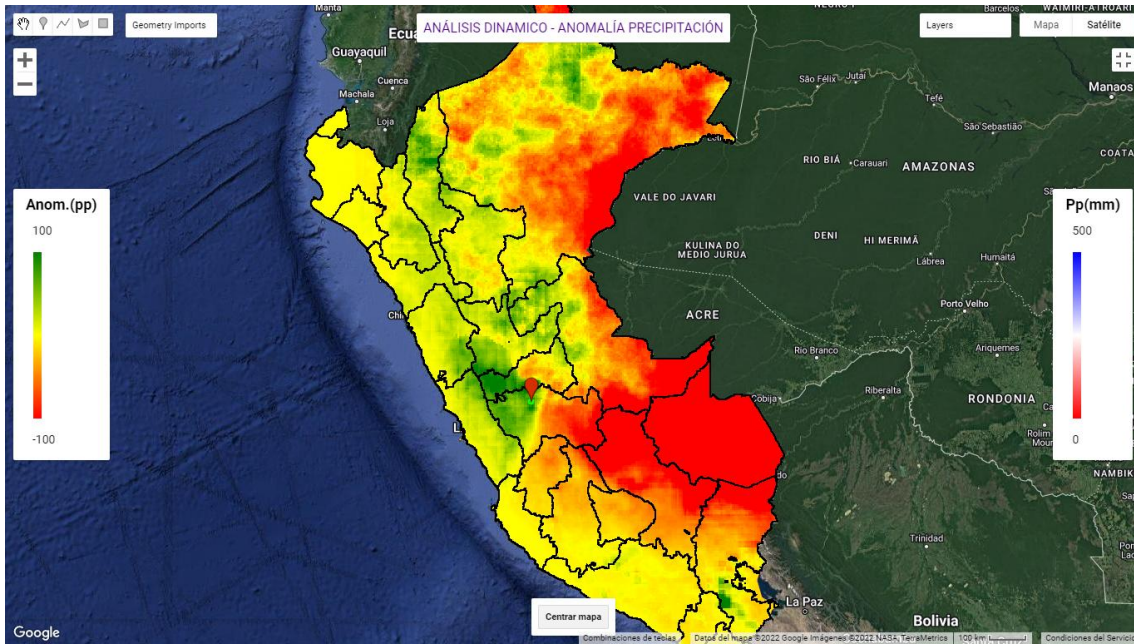 Geometry Imports
ANÁLISIS DINAMICO - ANOMALÍA PRECIPITACIÓN
Layers
Mapa
Satélite
Manta
Guayaquil
Cuenca
Machala
Loja
Barcelos
WAIMIRI-ATROARI
São Félix
Jutaí
Tefé
Manaos
São Sebastião
RIO BIÁ
Carauari
AMAZONAS
VALE DO JAVARI
DENI
HI MERIMÃ
KULINA DO
MEDIO JURUA
Lábrea
Humaitá
ACRE
Porto Velho
Rio Branco
Ariquemes
Cobija
Riberalta
RONDONIA
Trinidad
La Paz
Bolivia
Anom.(pp)
100
-100
Pp(mm)
500
0
Centrar mapa
Google
Combinaciones de teclas
Datos del mapa ©2022 Google Imágenes ©2022 NASA, TerraMetrics
100 km
Condiciones del Servicio